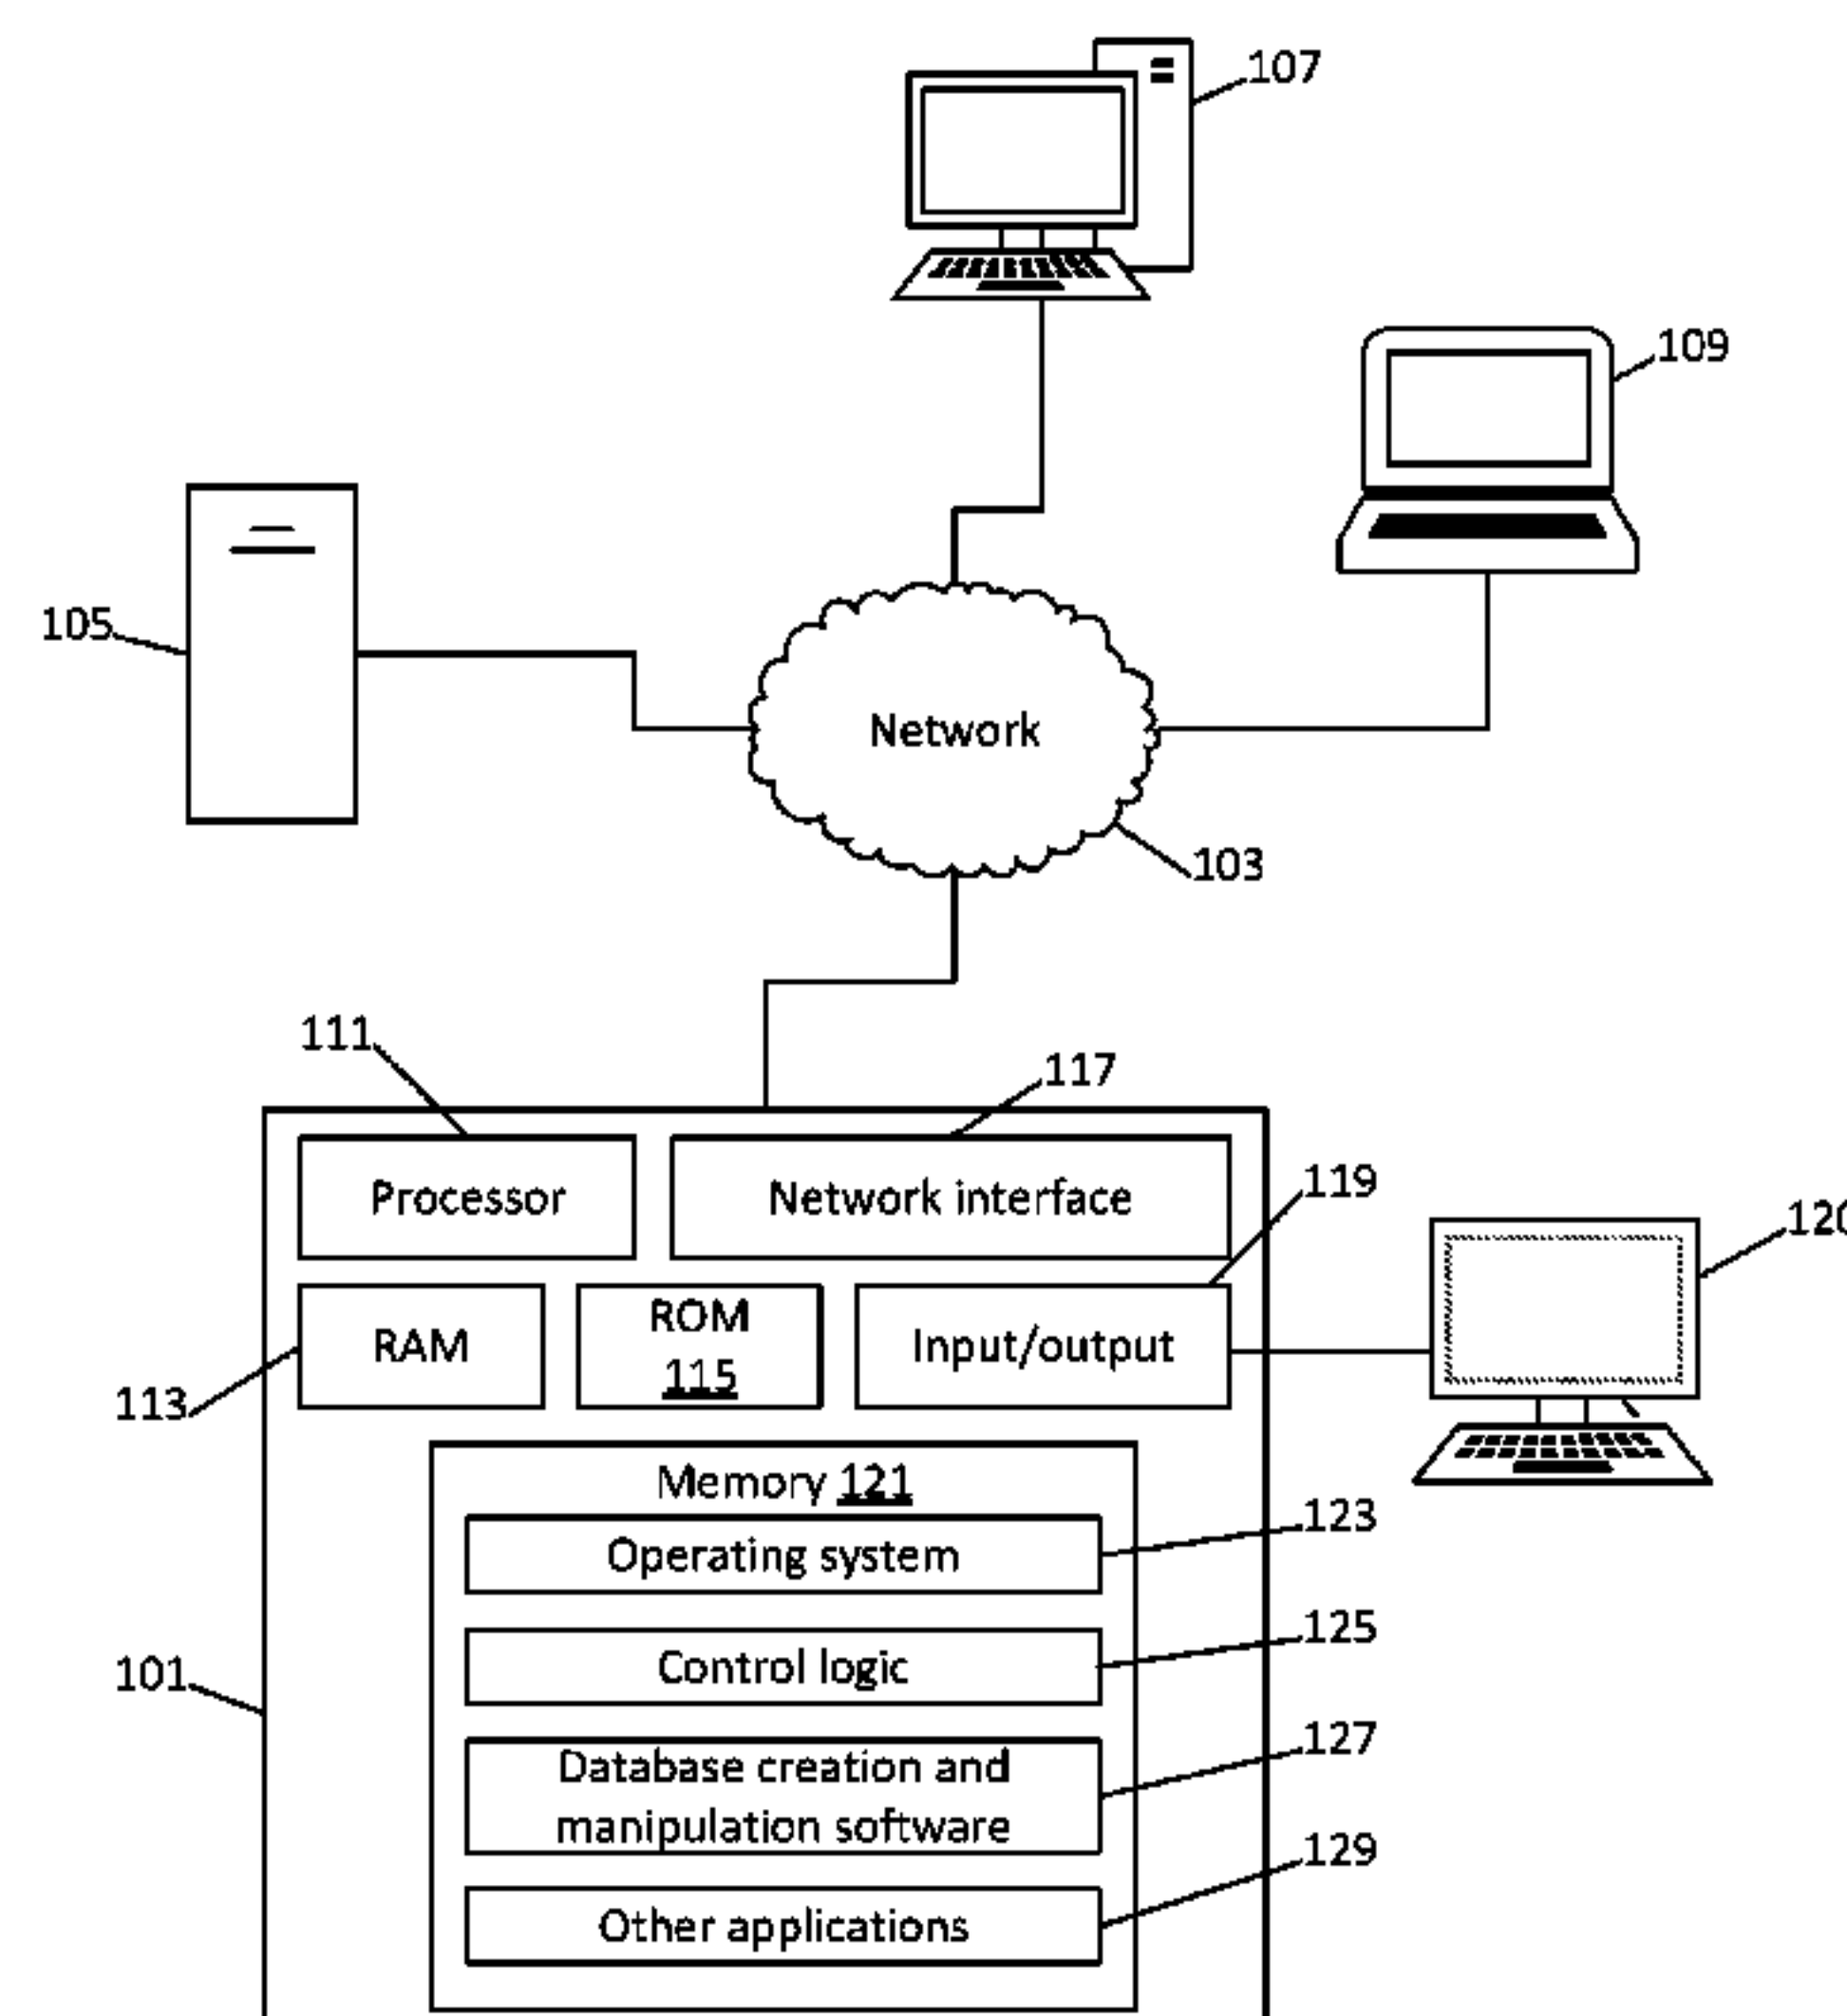 107
109
105
Network
103
111
117
Processor
Network interface
119
120
RAM
ROM
115
Input/output
113
Memory 121
Operating system
123
Control logic
125
101
Database creation and
manipulation software
127
Other applications
129